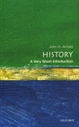 John H. Arnold
HISTORY
A Very Short Introduction
OXFORD